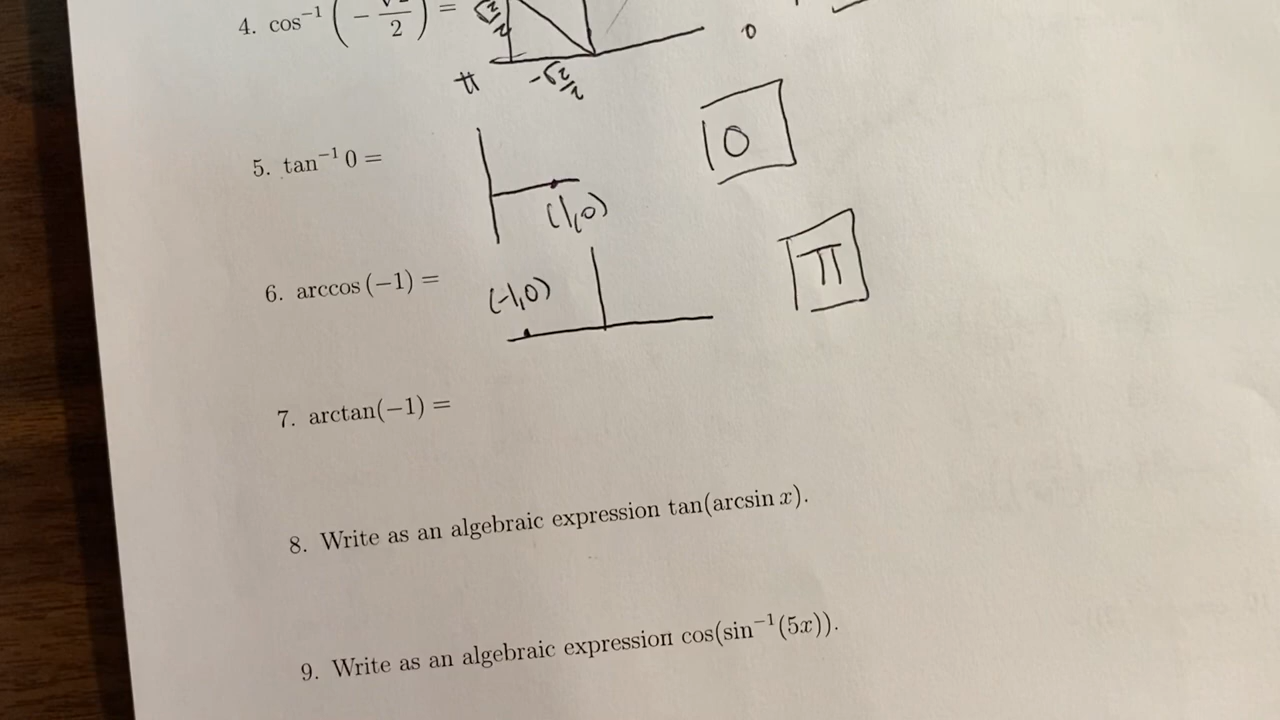 4. cos⁻¹(−√2/2) = √2/2 0
π −√2/2
5. tan⁻¹ 0 = 0
(1,0)
6. arccos (−1) = π
(-1,0)
7. arctan(−1) =
8. Write as an algebraic expression tan(arcsin x).
9. Write as an algebraic expression cos(sin⁻¹(5x)).